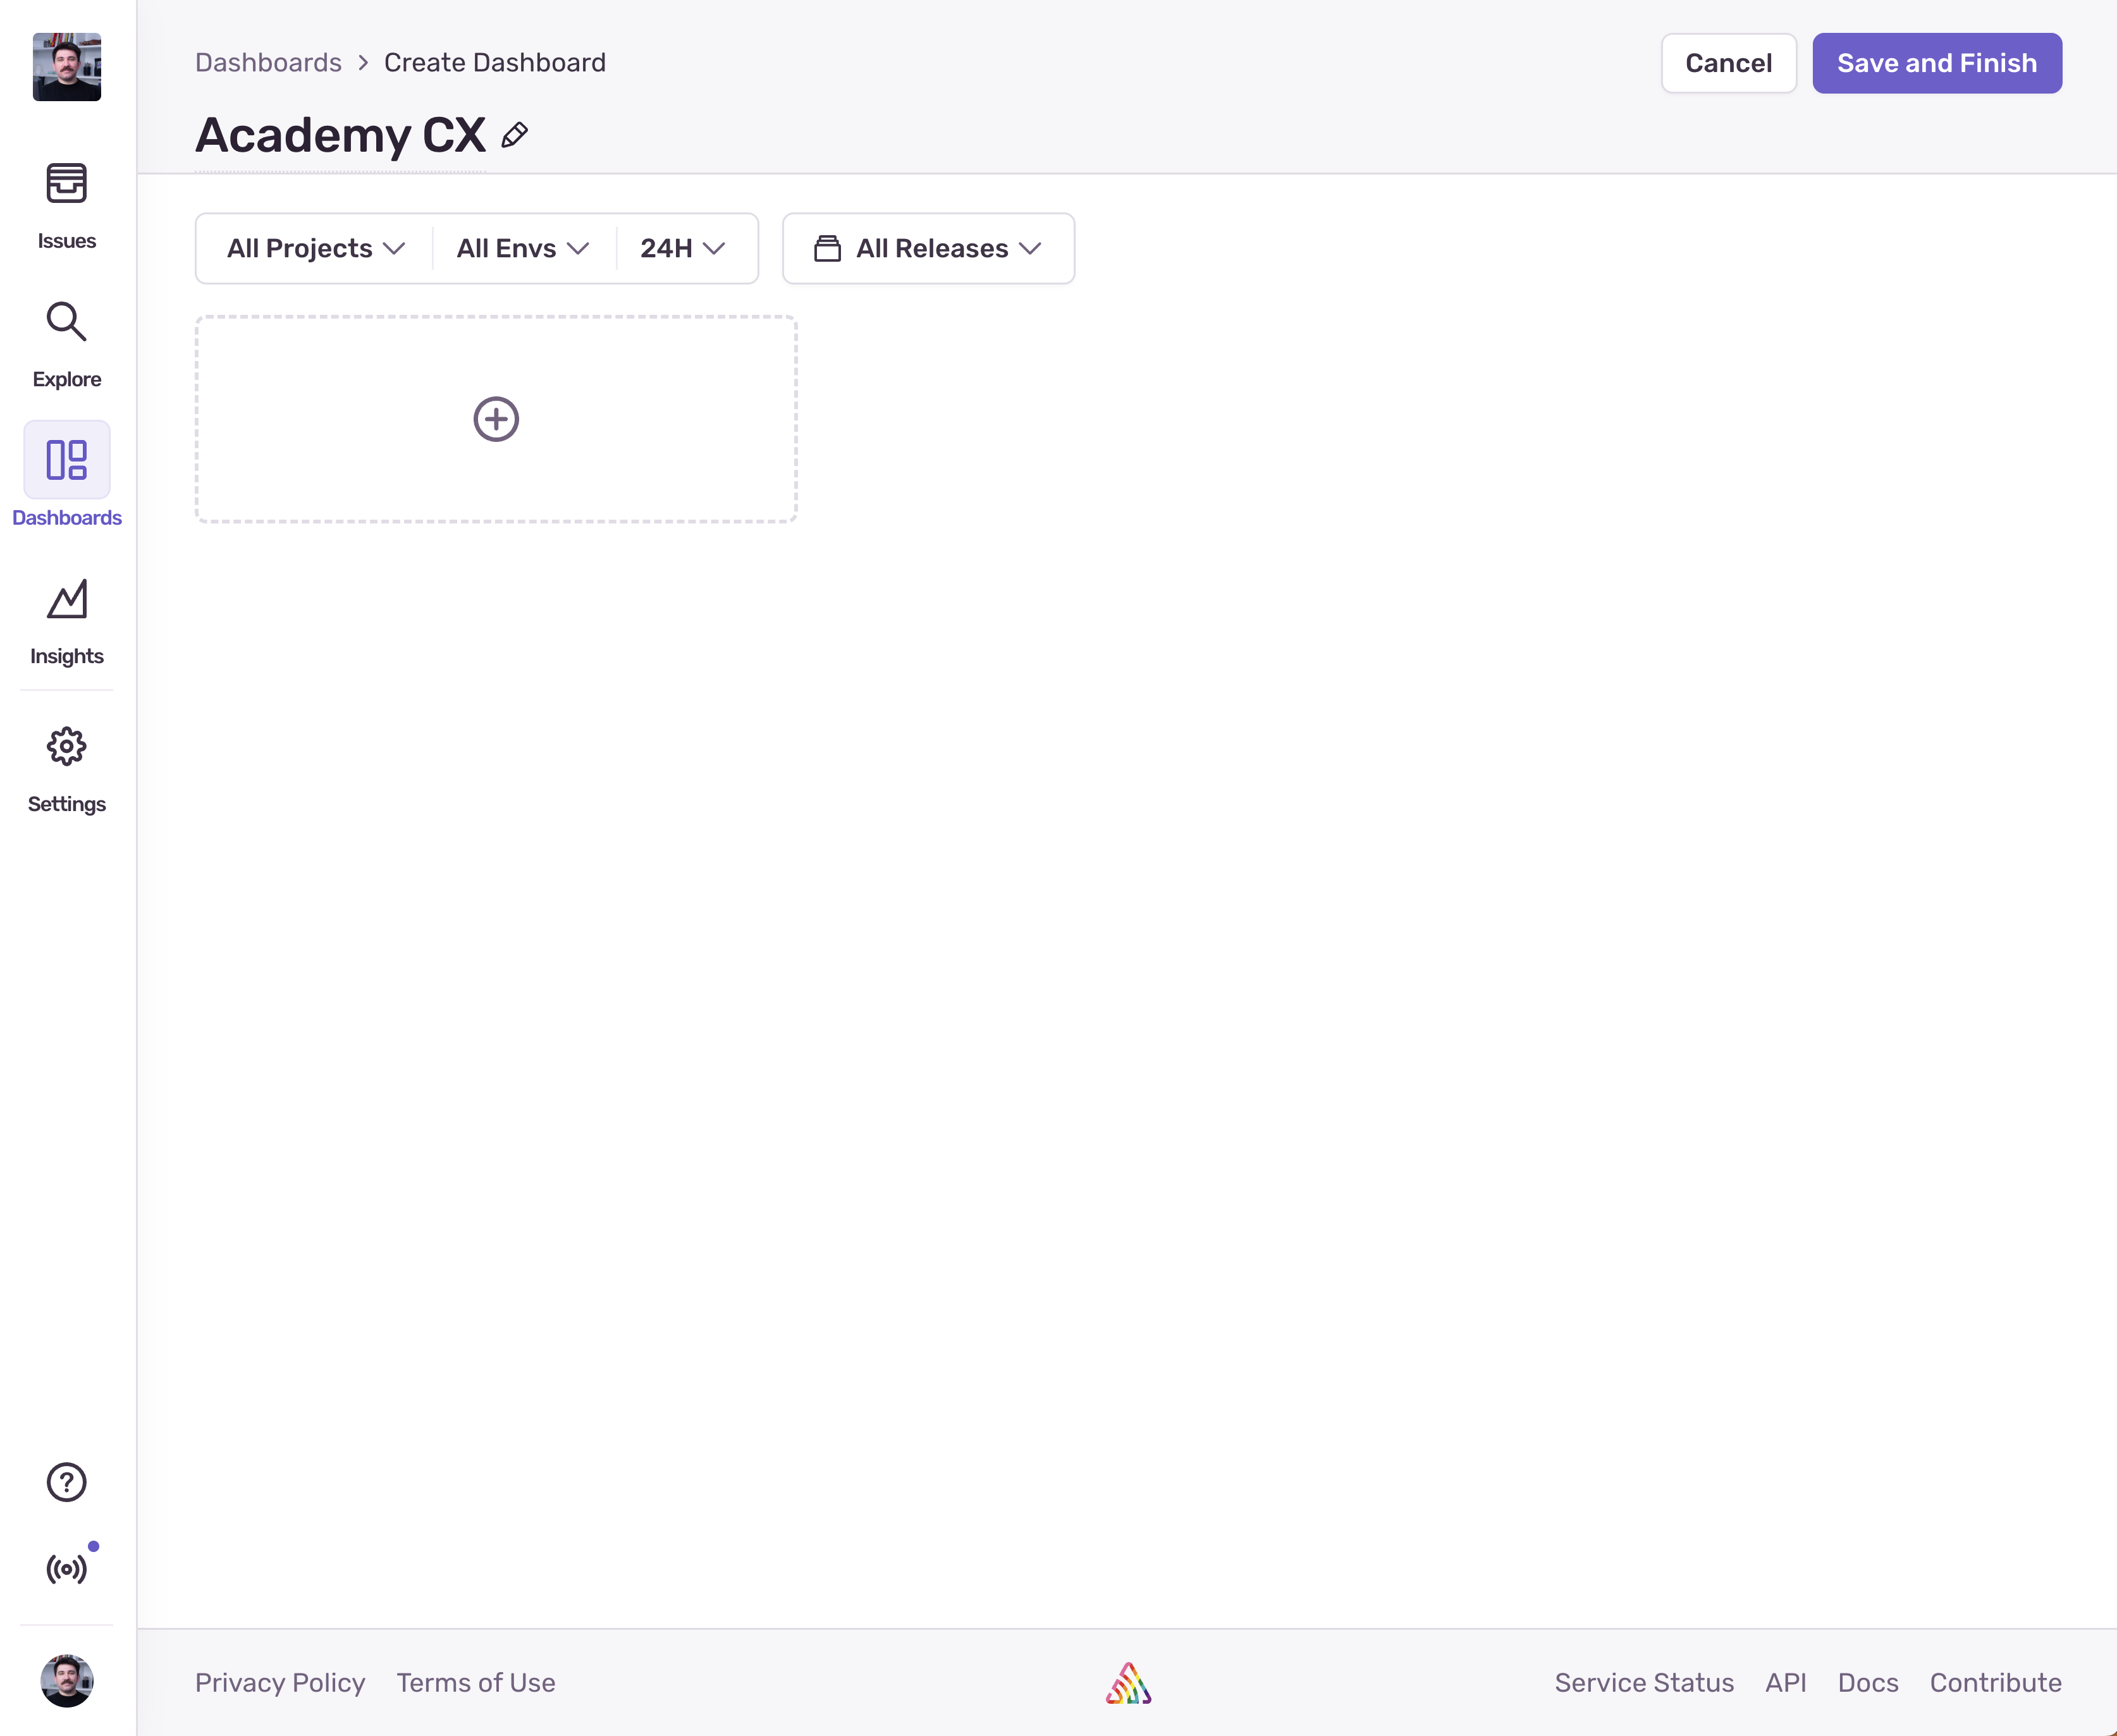 Dashboards > Create Dashboard
Cancel
Save and Finish
Academy CX
Issues
Explore
Dashboards
Insights
Settings
All Projects
All Envs
24H
All Releases
Privacy Policy
Terms of Use
Service Status
API
Docs
Contribute